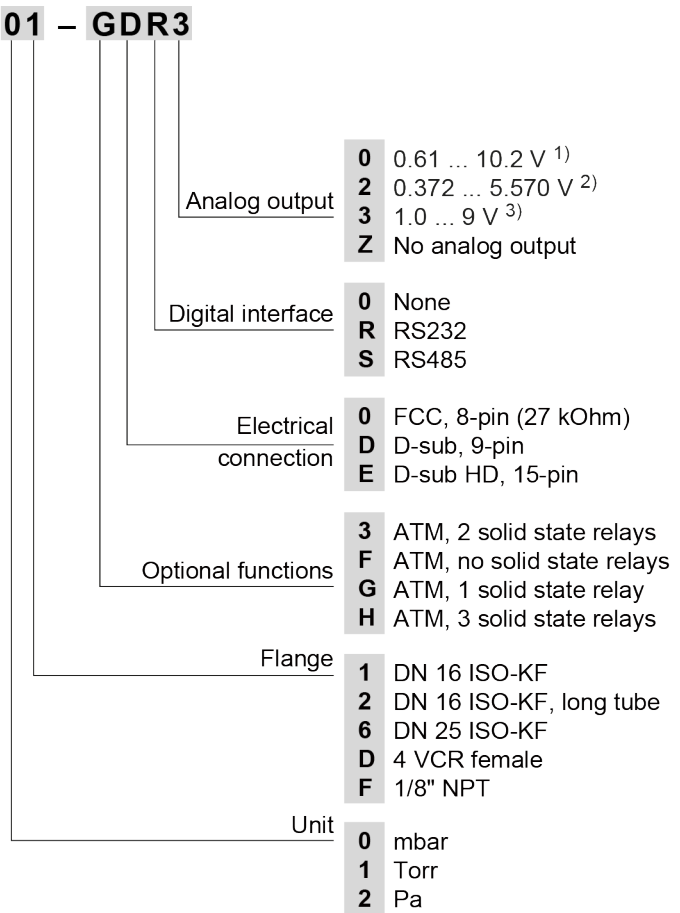 01 – GDR3
Analog output
0 0.61 ... 10.2 V 1)
2 0.372 ... 5.570 V 2)
3 1.0 ... 9 V 3)
Z No analog output
Digital interface
0 None
R RS232
S RS485
Electrical
connection
0 FCC, 8-pin (27 kOhm)
D D-sub, 9-pin
E D-sub HD, 15-pin
Optional functions
3 ATM, 2 solid state relays
F ATM, no solid state relays
G ATM, 1 solid state relay
H ATM, 3 solid state relays
Flange
1 DN 16 ISO-KF
2 DN 16 ISO-KF, long tube
6 DN 25 ISO-KF
D 4 VCR female
F 1/8" NPT
Unit
0 mbar
1 Torr
2 Pa